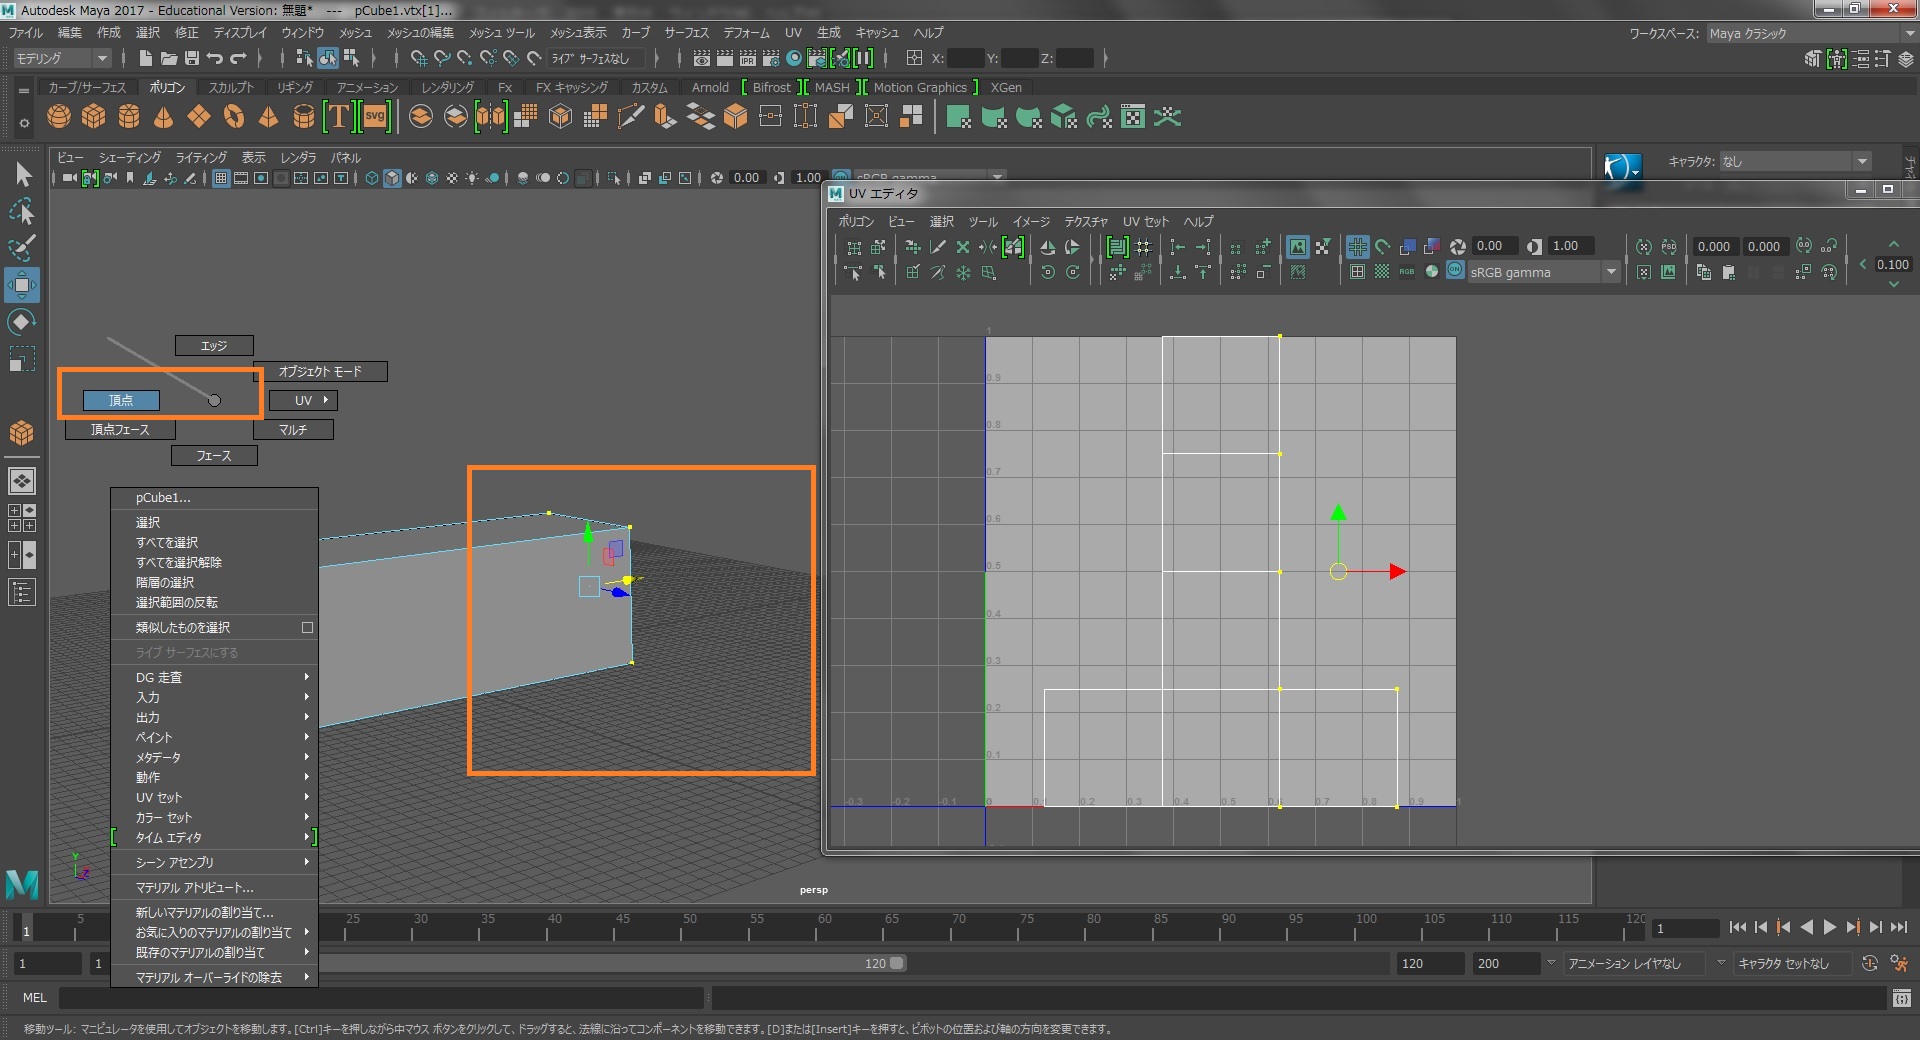 Autodesk Maya 2017 - Educational Version: 無題*   ---   pCube1.vtx[1]...
ファイル 編集 作成 選択 修正 ディスプレイ ウィンドウ メッシュ メッシュの編集 メッシュ ツール メッシュ表示 カーブ サーフェス デフォーム UV 生成 キャッシュ ヘルプ
ワークスペース: Maya クラシック
モデリング ライブ サーフェスなし X: Y: Z:
カーブ/サーフェス ポリゴン スカルプト リギング アニメーション レンダリング Fx FX キャッシング カスタム Arnold Bifrost MASH Motion Graphics XGen
T svg
ビュー シェーディング ライティング 表示 レンダラ パネル
0.00 1.00 sRGB gamma
キャラクタ: なし
UV エディタ
ポリゴン ビュー 選択 ツール イメージ テクスチャ UV セット ヘルプ
0.00 1.00 0.000 0.000
RGB ON sRGB gamma 0.100
エッジ
オブジェクト モード
頂点
UV
頂点フェース
マルチ
フェース
pCube1...
選択
すべてを選択
すべてを選択解除
階層の選択
選択範囲の反転
類似したものを選択
ライブ サーフェスにする
DG 走査
入力
出力
ペイント
メタデータ
動作
UV セット
カラー セット
タイム エディタ
シーン アセンブリ
マテリアル アトリビュート...
新しいマテリアルの割り当て...
お気に入りのマテリアルの割り当て
既存のマテリアルの割り当て
マテリアル オーバーライドの除去
1
0.9
0.8
0.7
0.6
0.5
0.4
0.3
0.2
0.1
-0.3 -0.2 -0.1 0 0.1 0.2 0.3 0.4 0.5 0.6 0.7 0.8 0.9 1
persp
5 25 30 35 40 45 50 55 60 65 70 75 80 85 90 95 100 105 110 115 120
1 1
1 1 120 120 200 アニメーション レイヤなし キャラクタ セットなし
MEL
移動ツール: マニピュレータを使用してオブジェクトを移動します。[Ctrl]キーを押しながら中マウス ボタンをクリックして、ドラッグすると、法線に沿ってコンポーネントを移動できます。[D]または[Insert]キーを押すと、ピボットの位置および軸の方向を変更できます。